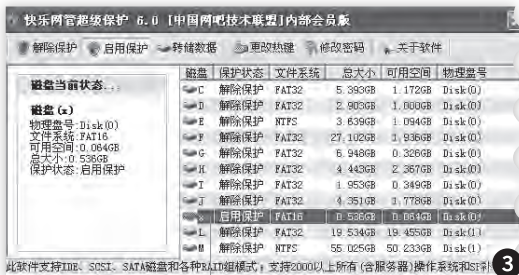 快乐网管超级保护 6.0 [中国网吧技术联盟]内部会员版
解除保护 启用保护 转储数据 更改热键 修改密码 关于软件
磁盘当前状态...
磁盘(x)
物理盘号:Disk(0)
文件系统:FAT16
可用空间:0.064GB
总大小:0.536GB
保护状态:启用保护
磁盘 保护状态 文件系统 总大小 可用空间 物理盘号
C 解除保护 FAT32 5.393GB 1.172GB Disk(0)
D 解除保护 FAT32 2.903GB 1.000GB Disk(0)
E 解除保护 NTFS 3.639GB 1.094GB Disk(0)
F 解除保护 FAT32 27.102GB 1.936GB Disk(0)
G 解除保护 FAT32 6.948GB 0.326GB Disk(0)
H 解除保护 FAT32 4.443GB 2.367GB Disk(0)
I 解除保护 FAT32 1.953GB 0.349GB Disk(0)
J 解除保护 FAT32 4.351GB 1.778GB Disk(0)
x 启用保护 FAT16 0.536GB 0.064GB Disk(0)
L 解除保护 FAT32 19.534GB 19.455GB Disk(1)
M 解除保护 NTFS 55.025GB 50.233GB Disk(1)
此软件支持IDE、SCSI、SATA磁盘和各种RAID组模式；支持2000以上所有(含服务器)操作系统和SP补
3